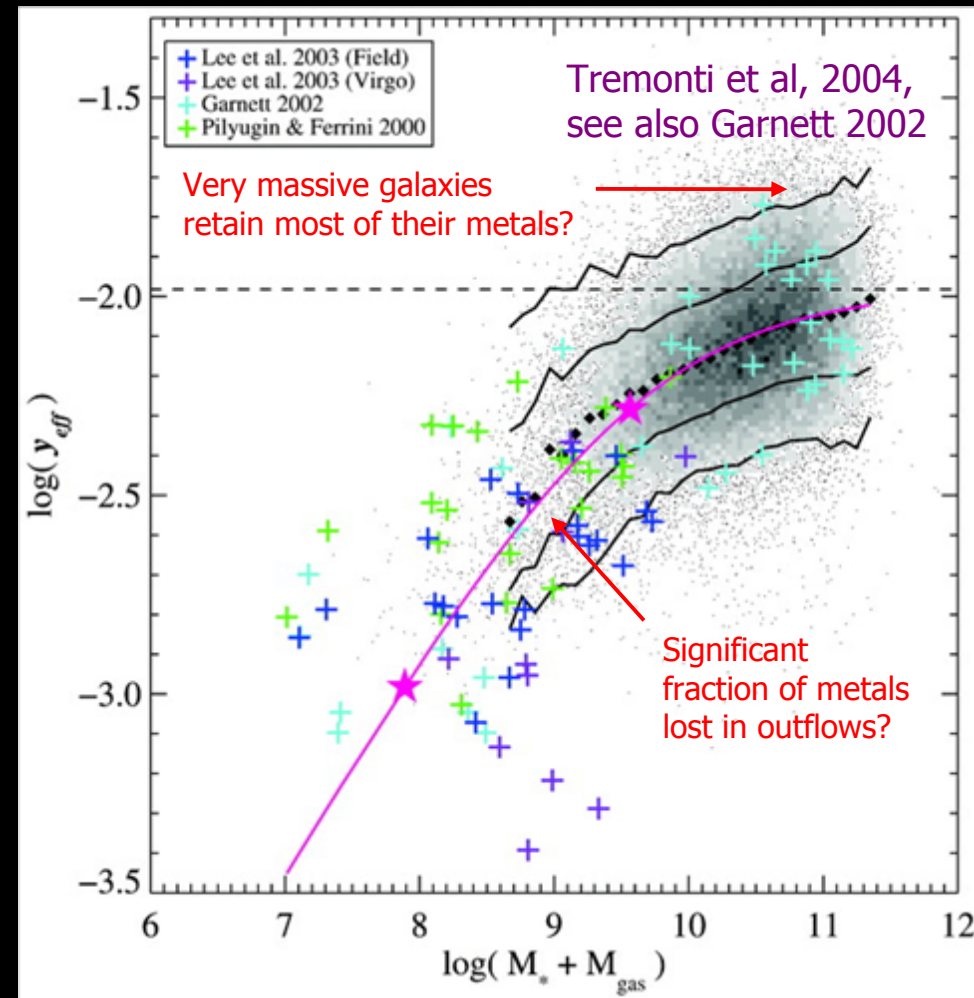 Lee et al. 2003 (Field)
Lee et al. 2003 (Virgo)
Garnett 2002
Pilyugin & Ferrini 2000
Tremonti et al, 2004,
see also Garnett 2002
Very massive galaxies
retain most of their metals?
Significant
fraction of metals
lost in outflows?
−1.5
−2.0
−2.5
−3.0
−3.5
log( y_eff )
6 7 8 9 10 11 12
log( M_* + M_gas )